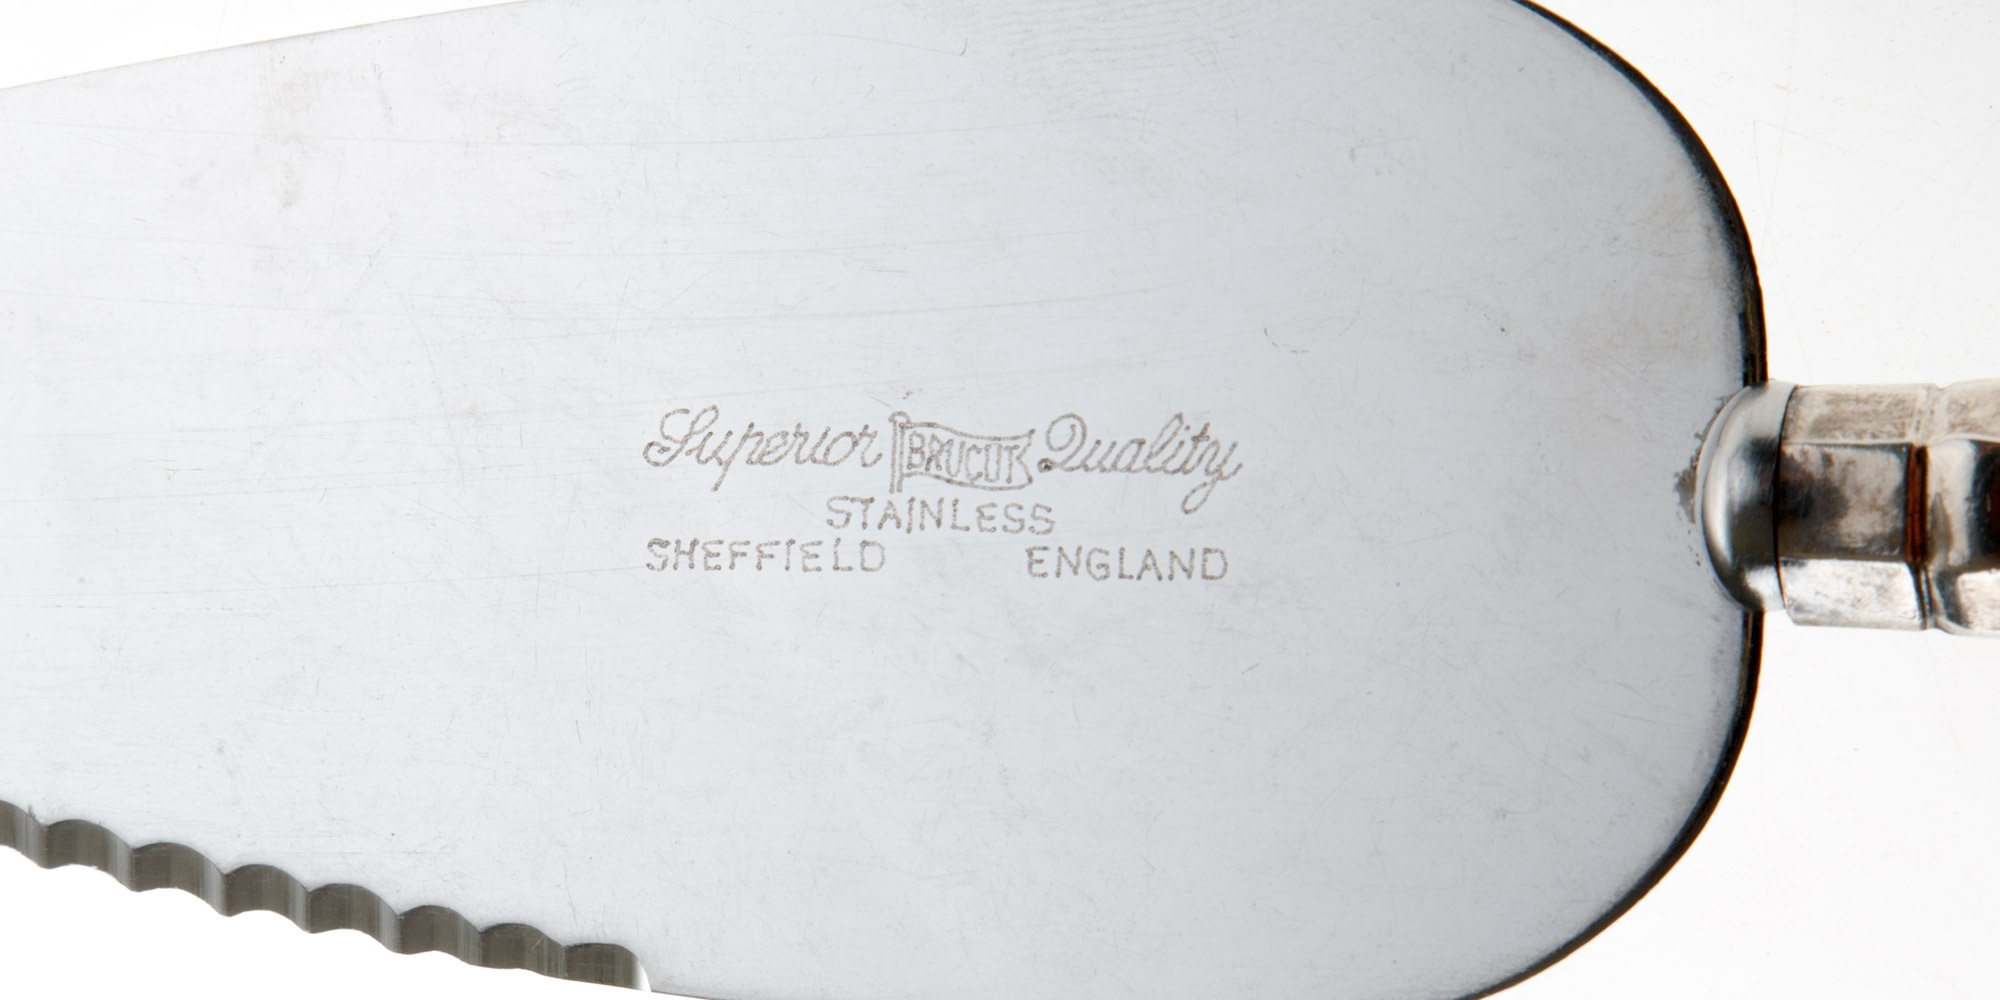 Superior BRUCUT Quality
STAINLESS
SHEFFIELD ENGLAND